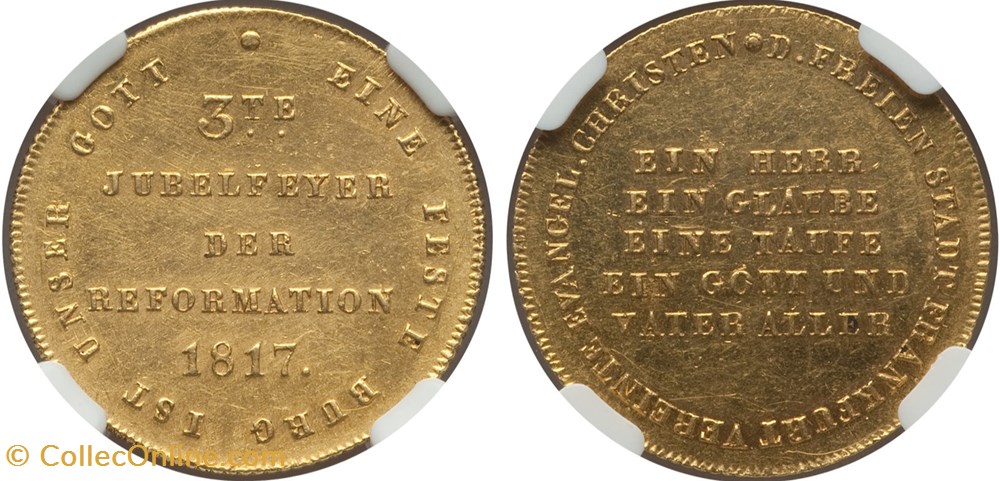 EINE FESTE BURG IST UNSER GOTT
3TE
JUBELFEYER
DER
REFORMATION
1817.
D. FREIEN STADT FRANKFURT VEREINTE EVANGEL. CHRISTEN
EIN HERR
EIN GLAUBE
EINE TAUFE
EIN GOTT UND
VATER ALLER
© CollecOnline.com